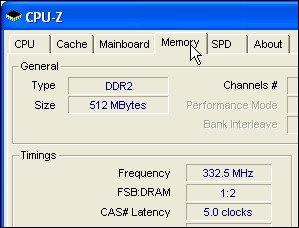 CPU-Z
CPU Cache Mainboard Memory SPD About
General
Type DDR2 Channels #
Size 512 MBytes Performance Mode
Bank Interleave
Timings
Frequency 332.5 MHz
FSB:DRAM 1:2
CAS# Latency 5.0 clocks